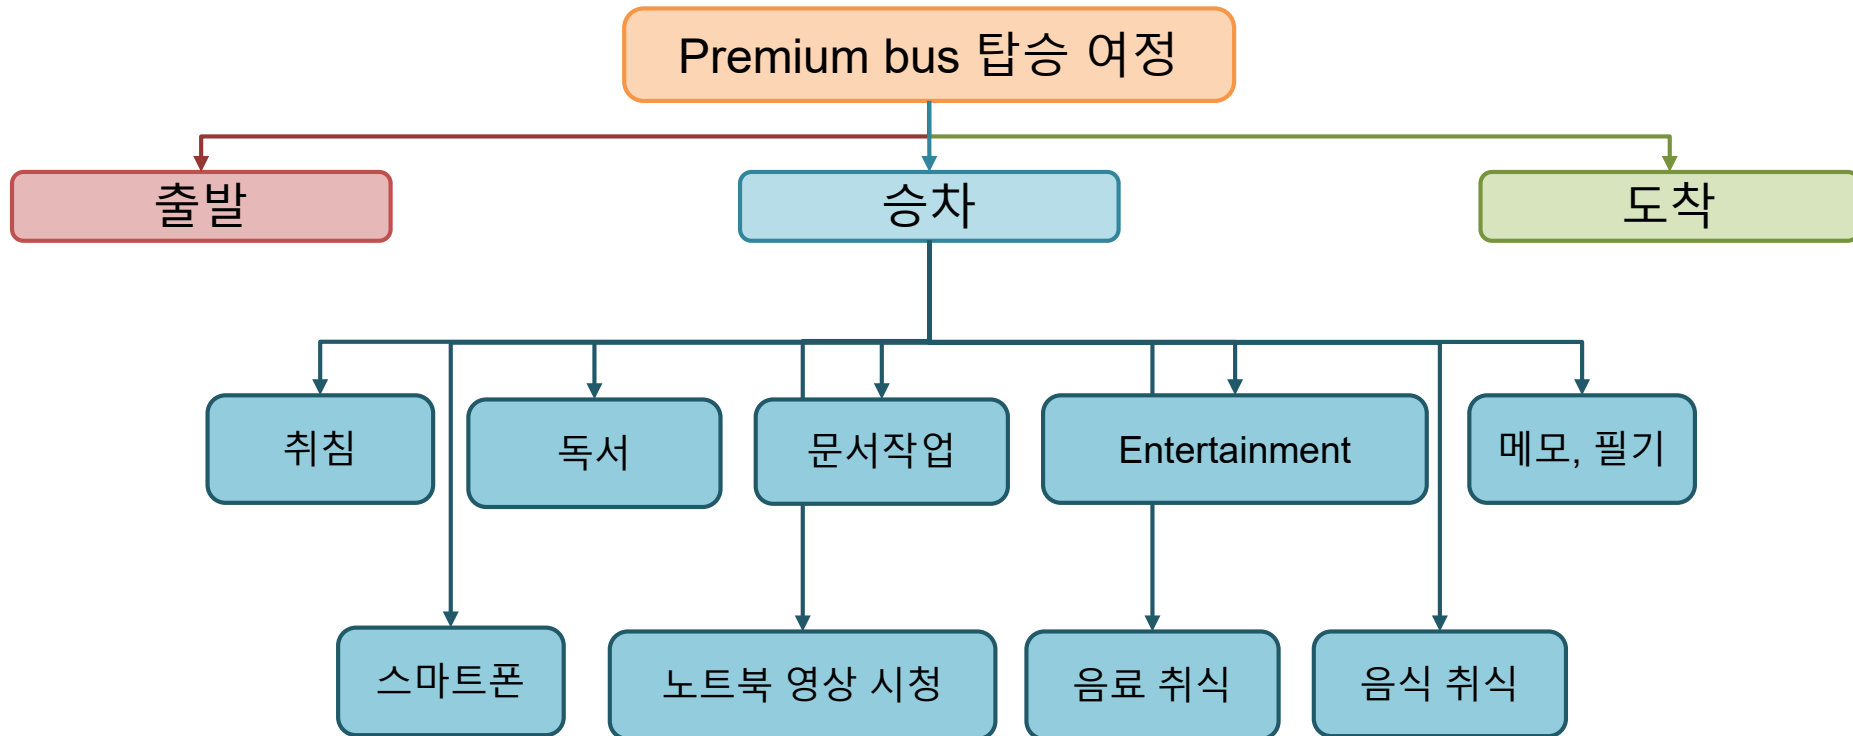 Premium bus 탑승 여정
출발
승차
도착
취침
독서
문서작업
Entertainment
메모, 필기
스마트폰
노트북 영상 시청
음료 취식
음식 취식